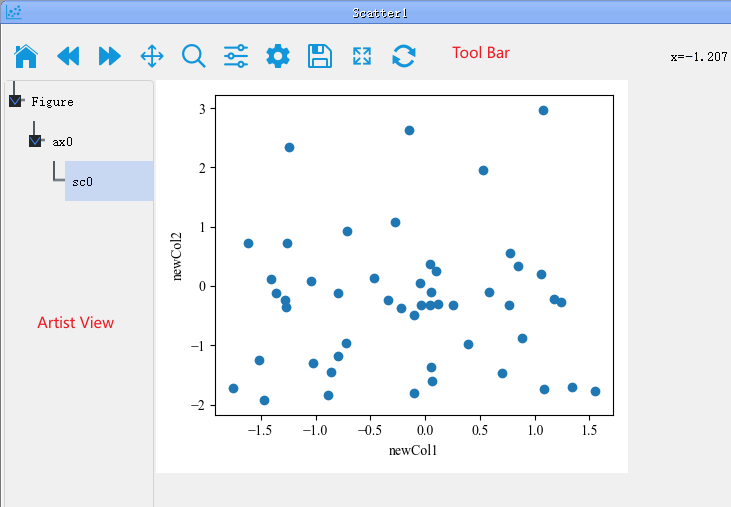 Scatter1
Tool Bar
x=-1.207
Figure
ax0
sc0
Artist View
3
2
1
0
−1
−2
newCol2
−1.5 −1.0 −0.5 0.0 0.5 1.0 1.5
newCol1